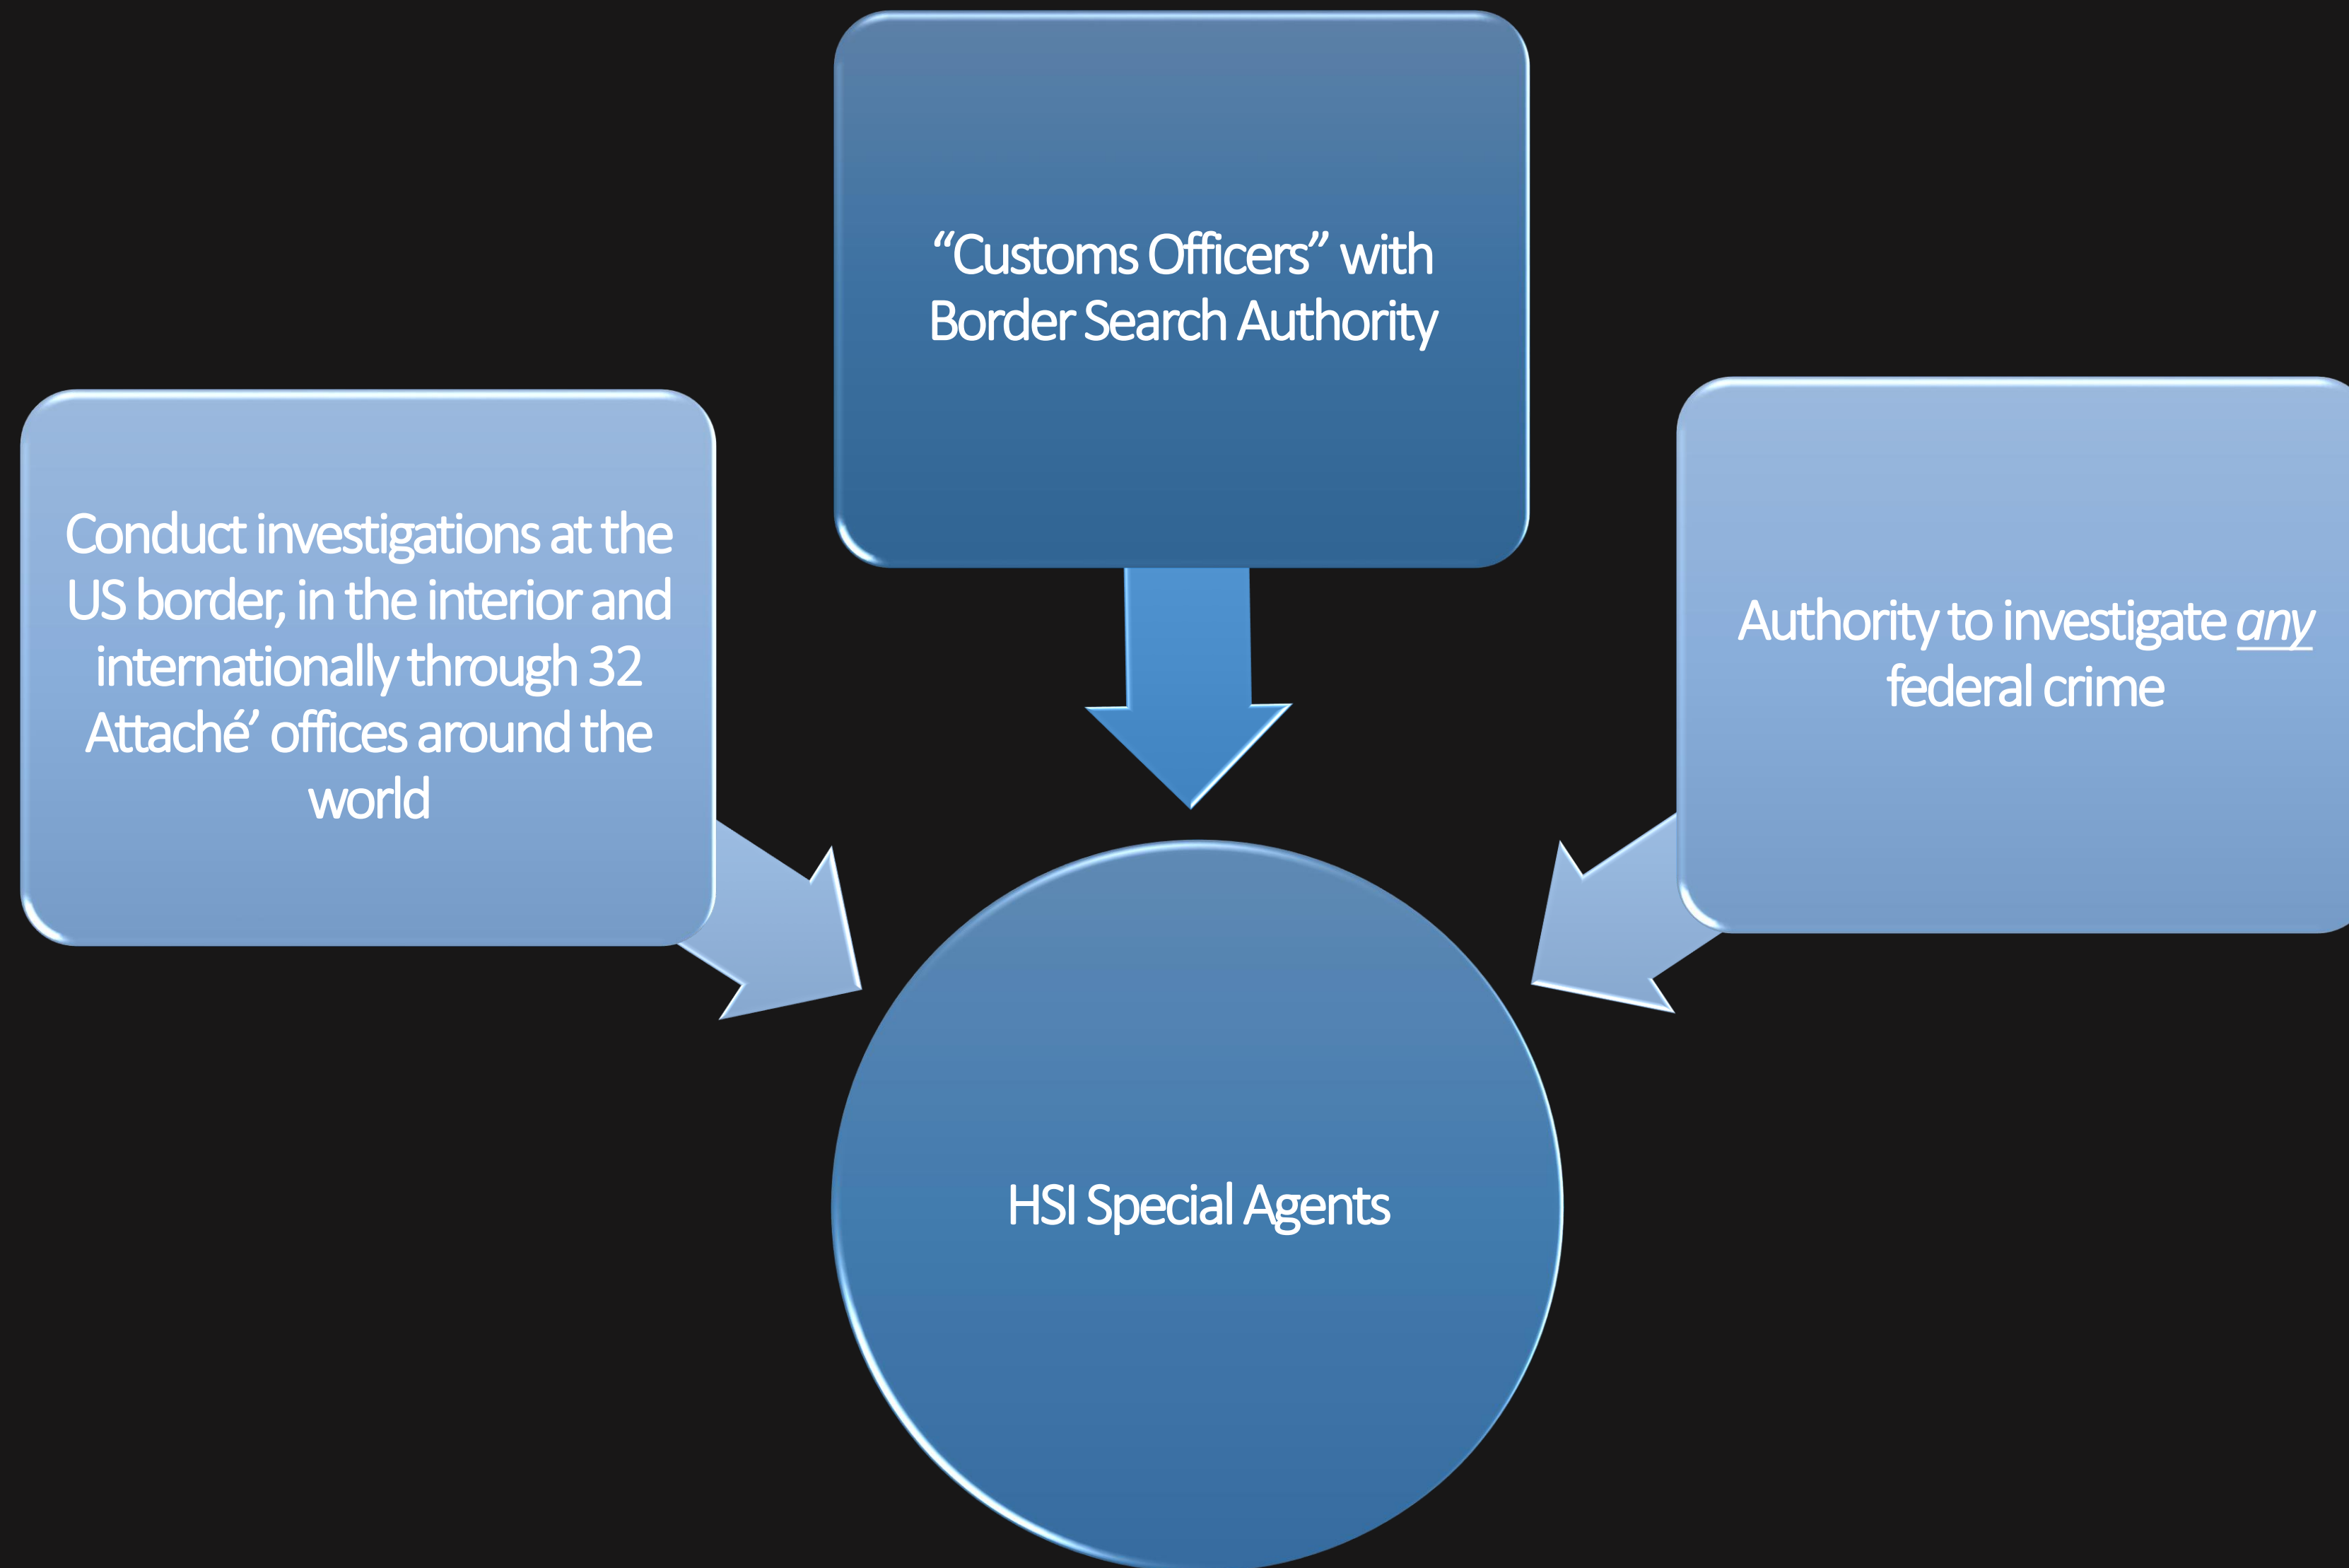 “Customs Officers” with
Border Search Authority
Conduct investigations at the
US border, in the interior and
internationally through 32
Attaché’ offices around the
world
Authority to investigate any
federal crime
HSI Special Agents